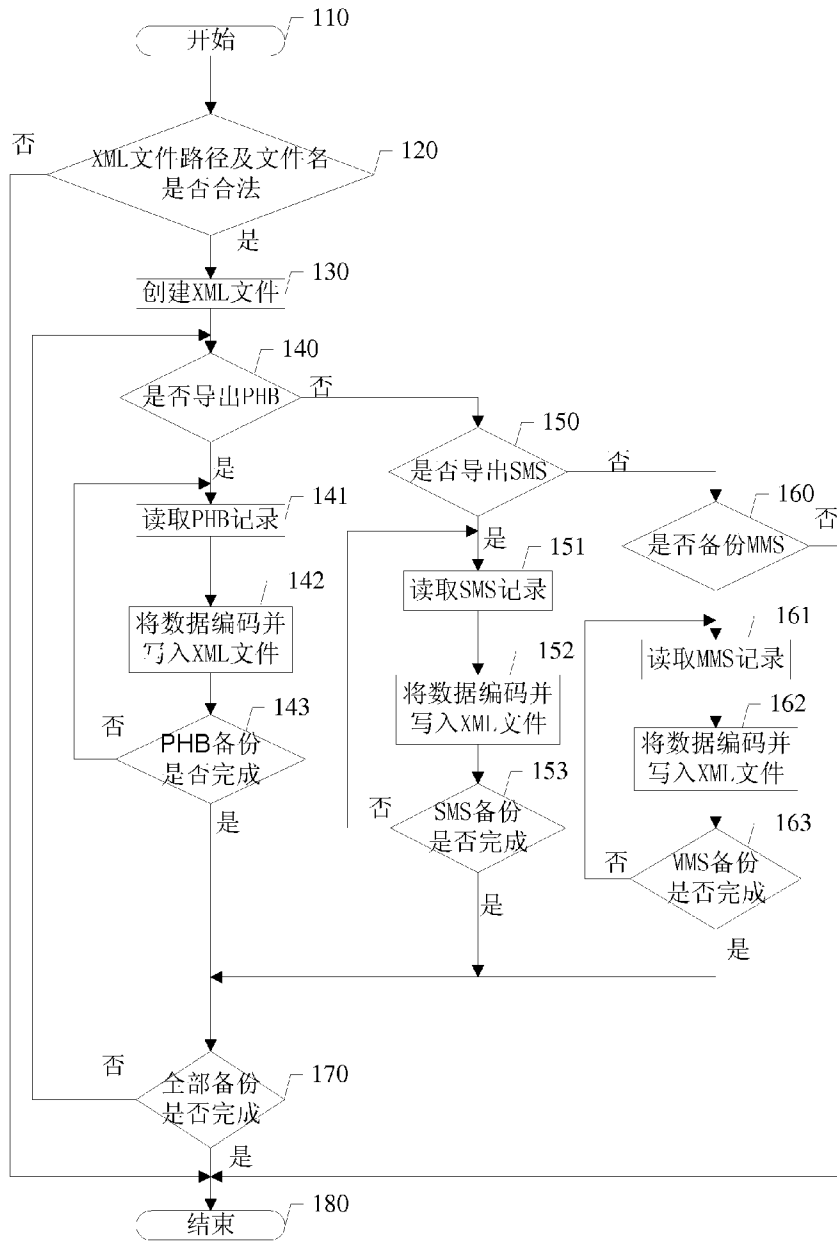 110
开始
否
XML文件路径及文件名
是否合法
120
是
130
创建XML文件
140
是否导出PHB
否
150
是否导出SMS
否
160
否
是否备份MMS
是
141
读取PHB记录
是
151
读取SMS记录
161
读取MMS记录
142
将数据编码并
写入XML文件
152
将数据编码并
写入XML文件
162
将数据编码并
写入XML文件
143
否
PHB备份
是否完成
是
153
否
SMS备份
是否完成
是
163
否
MMS备份
是否完成
是
否
170
全部备份
是否完成
是
180
结束